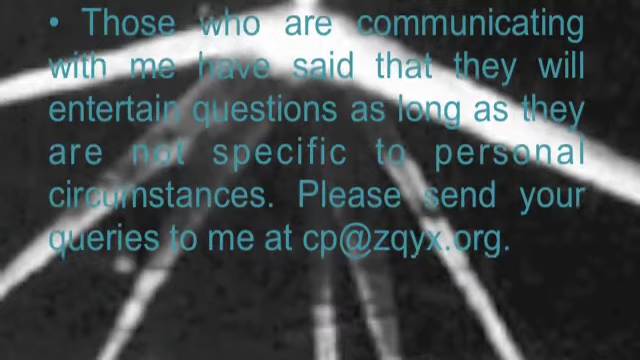 • Those who are communicating
with me have said that they will
entertain questions as long as they
are not specific to personal
circumstances. Please send your
queries to me at cp@zqyx.org.